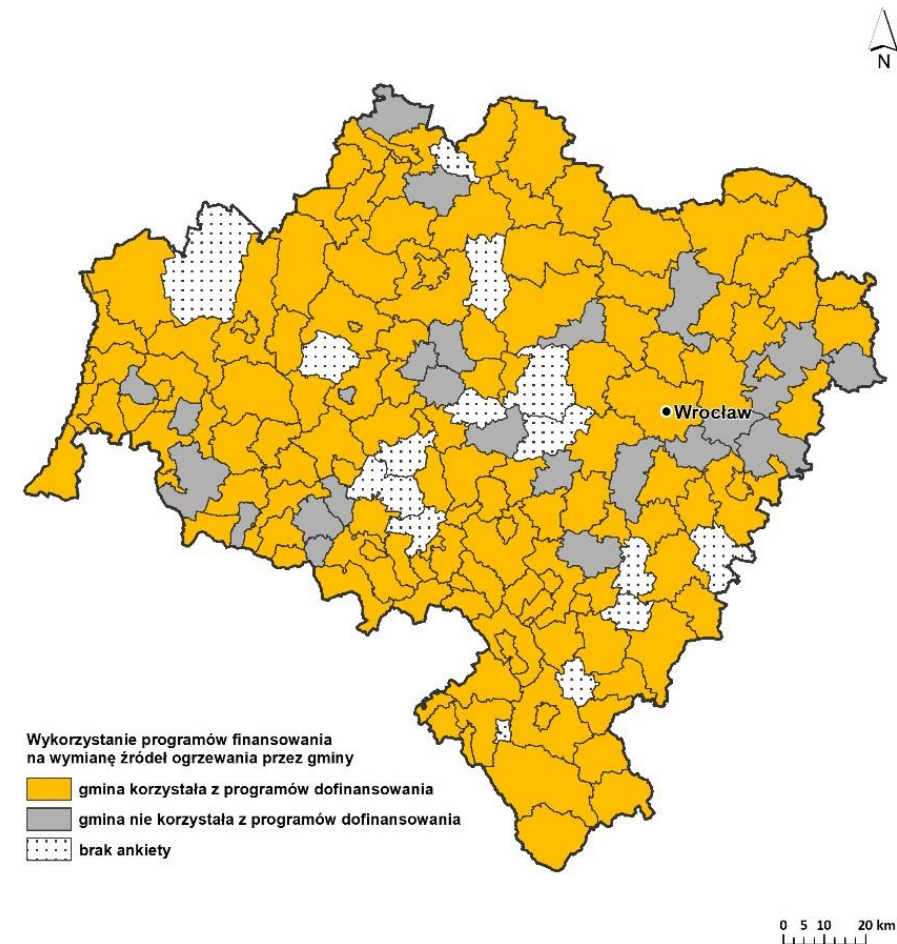 N
Wrocław
Wykorzystanie programów finansowania
na wymianę źródeł ogrzewania przez gminy
gmina korzystała z programów dofinansowania
gmina nie korzystała z programów dofinansowania
brak ankiety
0 5 10 20 km